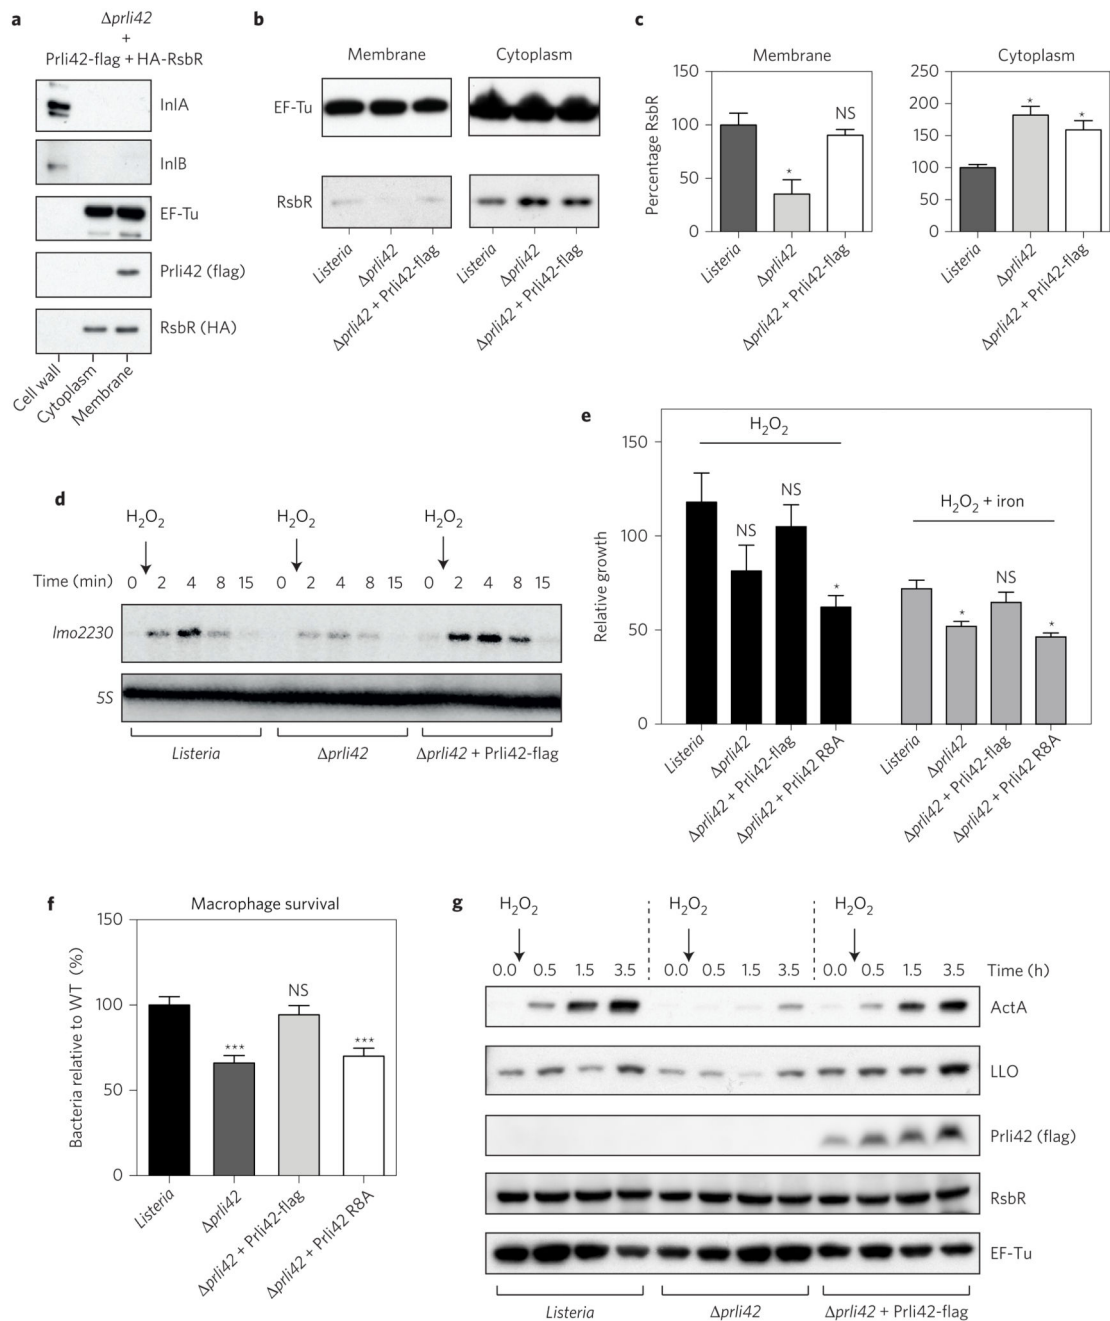 a
Δprli42
+
Prli42-flag + HA-RsbR
InlA
InlB
EF-Tu
Prli42 (flag)
RsbR (HA)
Cell wall
Cytoplasm
Membrane
b
Membrane
Cytoplasm
EF-Tu
RsbR
Listeria
Δprli42
Δprli42 + Prli42-flag
Listeria
Δprli42
Δprli42 + Prli42-flag
c
Membrane
Percentage RsbR
150
100
50
0
*
NS
Listeria
Δprli42
Δprli42 + Prli42-flag
Cytoplasm
250
200
150
100
50
0
*
*
Listeria
Δprli42
Δprli42 + Prli42-flag
d
H2O2 H2O2 H2O2
Time (min) 0 2 4 8 15 0 2 4 8 15 0 2 4 8 15
lmo2230
5S
Listeria Δprli42 Δprli42 + Prli42-flag
e
Relative growth
150
100
50
0
H2O2
NS
NS
*
H2O2 + iron
*
NS
*
Listeria
Δprli42
Δprli42 + Prli42-flag
Δprli42 + Prli42 R8A
Listeria
Δprli42
Δprli42 + Prli42-flag
Δprli42 + Prli42 R8A
f
Macrophage survival
Bacteria relative to WT (%)
150
100
50
0
***
NS
***
Listeria
Δprli42
Δprli42 + Prli42-flag
Δprli42 + Prli42 R8A
g
H2O2 H2O2 H2O2
0.0 0.5 1.5 3.5 0.0 0.5 1.5 3.5 0.0 0.5 1.5 3.5 Time (h)
ActA
LLO
Prli42 (flag)
RsbR
EF-Tu
Listeria Δprli42 Δprli42 + Prli42-flag